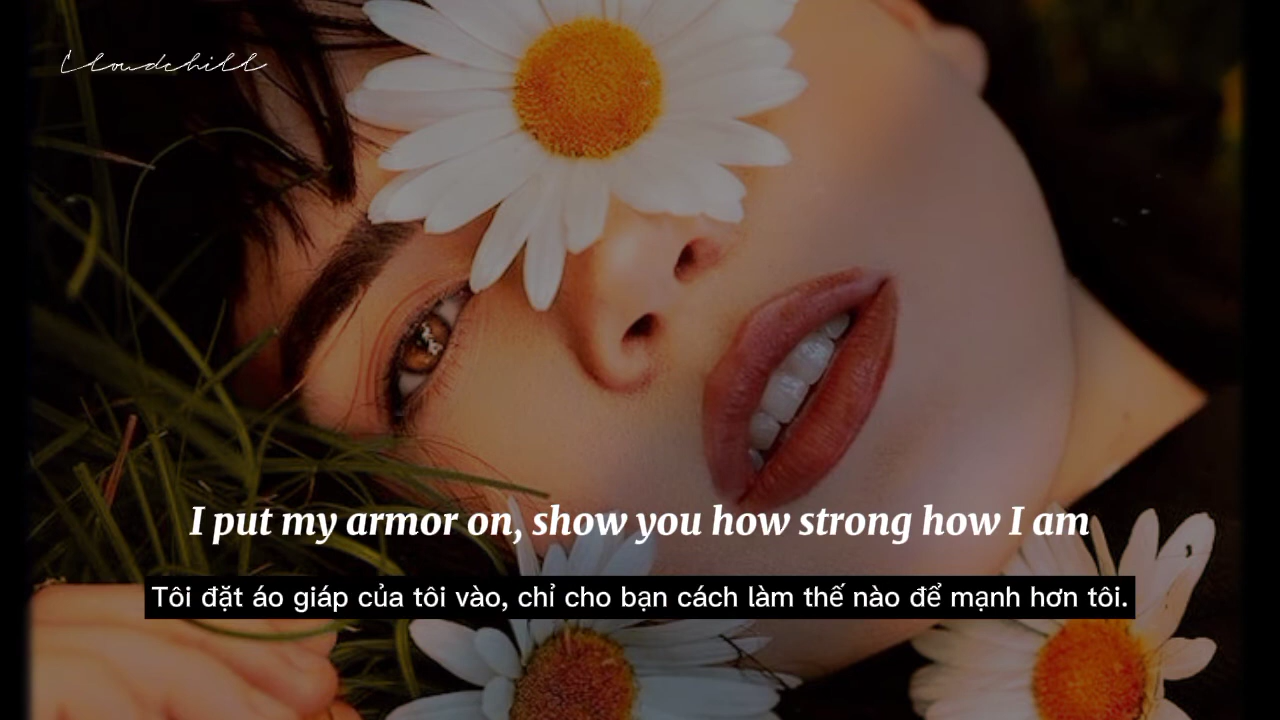 Cloudchill
I put my armor on, show you how strong how I am
Tôi đặt áo giáp của tôi vào, chỉ cho bạn cách làm thế nào để mạnh hơn tôi.